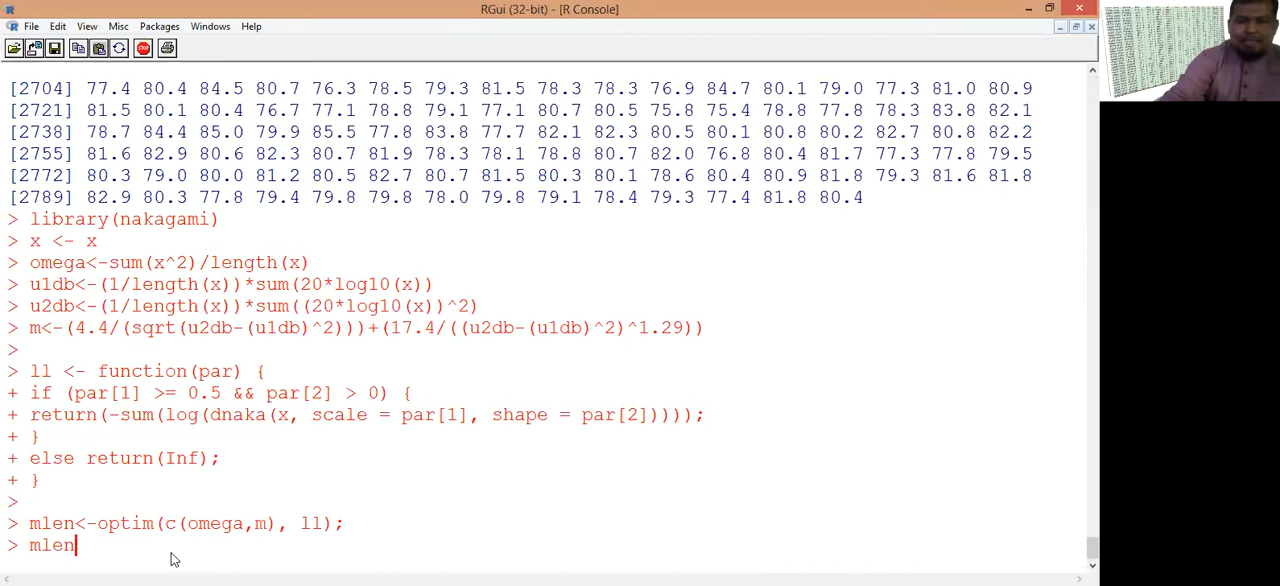 RGui (32-bit) - [R Console]
File Edit View Misc Packages Windows Help
[2704] 77.4 80.4 84.5 80.7 76.3 78.5 79.3 81.5 78.3 78.3 76.9 84.7 80.1 79.0 77.3 81.0 80.9
[2721] 81.5 80.1 80.4 76.7 77.1 78.8 79.1 77.1 80.7 80.5 75.8 75.4 78.8 77.8 78.3 83.8 82.1
[2738] 78.7 84.4 85.0 79.9 85.5 77.8 83.8 77.7 82.1 82.3 80.5 80.1 80.8 80.2 82.7 80.8 82.2
[2755] 81.6 82.9 80.6 82.3 80.7 81.9 78.3 78.1 78.8 80.7 82.0 76.8 80.4 81.7 77.3 77.8 79.5
[2772] 80.3 79.0 80.0 81.2 80.5 82.7 80.7 81.5 80.3 80.1 78.6 80.4 80.9 81.8 79.3 81.6 81.8
[2789] 82.9 80.3 77.8 79.4 79.8 79.8 78.0 79.8 79.1 78.4 79.3 77.4 81.8 80.4
> library(nakagami)
> x <- x
> omega<-sum(x^2)/length(x)
> u1db<-(1/length(x))*sum(20*log10(x))
> u2db<-(1/length(x))*sum((20*log10(x))^2)
> m<-(4.4/(sqrt(u2db-(u1db)^2)))+(17.4/((u2db-(u1db)^2)^1.29))
>
> ll <- function(par) {
+ if (par[1] >= 0.5 && par[2] > 0) {
+ return(-sum(log(dnaka(x, scale = par[1], shape = par[2]))));
+ }
+ else return(Inf);
+ }
>
> mlen<-optim(c(omega,m), ll);
> mlen